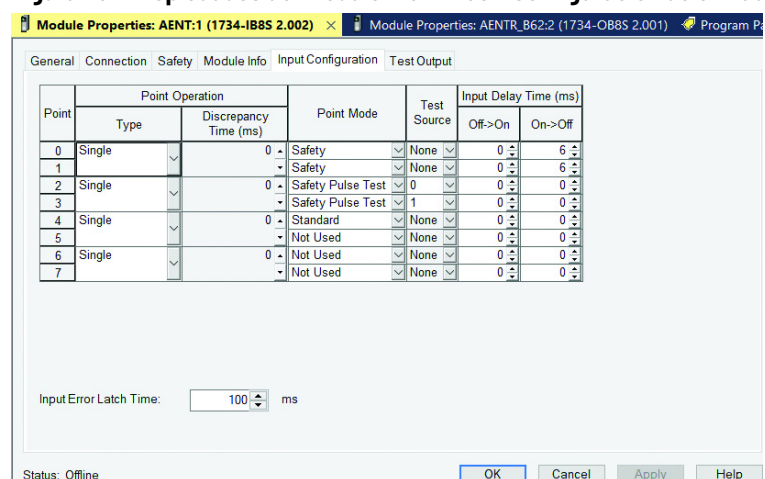 Module Properties: AENT:1 (1734-IB8S 2.002) × Module Properties: AENTR_B62:2 (1734-OB8S 2.001) Program Pa
General Connection Safety Module Info Input Configuration Test Output
Point Point Operation Point Mode Test Source Input Delay Time (ms)
Type Discrepancy Time (ms) Off->On On->Off
0 Single 0 Safety None 0 6
1 Safety None 0 6
2 Single 0 Safety Pulse Test 0 0 0
3 Safety Pulse Test 1 0 0
4 Single 0 Standard None 0 0
5 Not Used None 0 0
6 Single 0 Not Used None 0 0
7 Not Used None 0 0
Input Error Latch Time: 100 ms
Status: Offline OK Cancel Apply Help